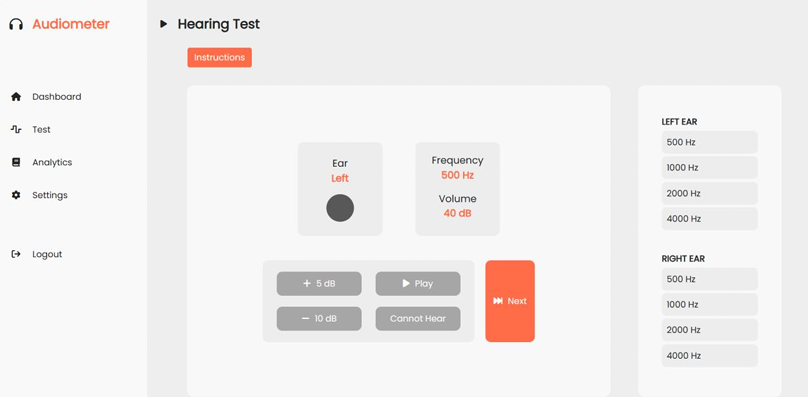 Audiometer
Dashboard
Test
Analytics
Settings
Logout
Hearing Test
Instructions
Ear
Left
Frequency
500 Hz
Volume
40 dB
+ 5 dB
Play
− 10 dB
Cannot Hear
Next
LEFT EAR
500 Hz
1000 Hz
2000 Hz
4000 Hz
RIGHT EAR
500 Hz
1000 Hz
2000 Hz
4000 Hz